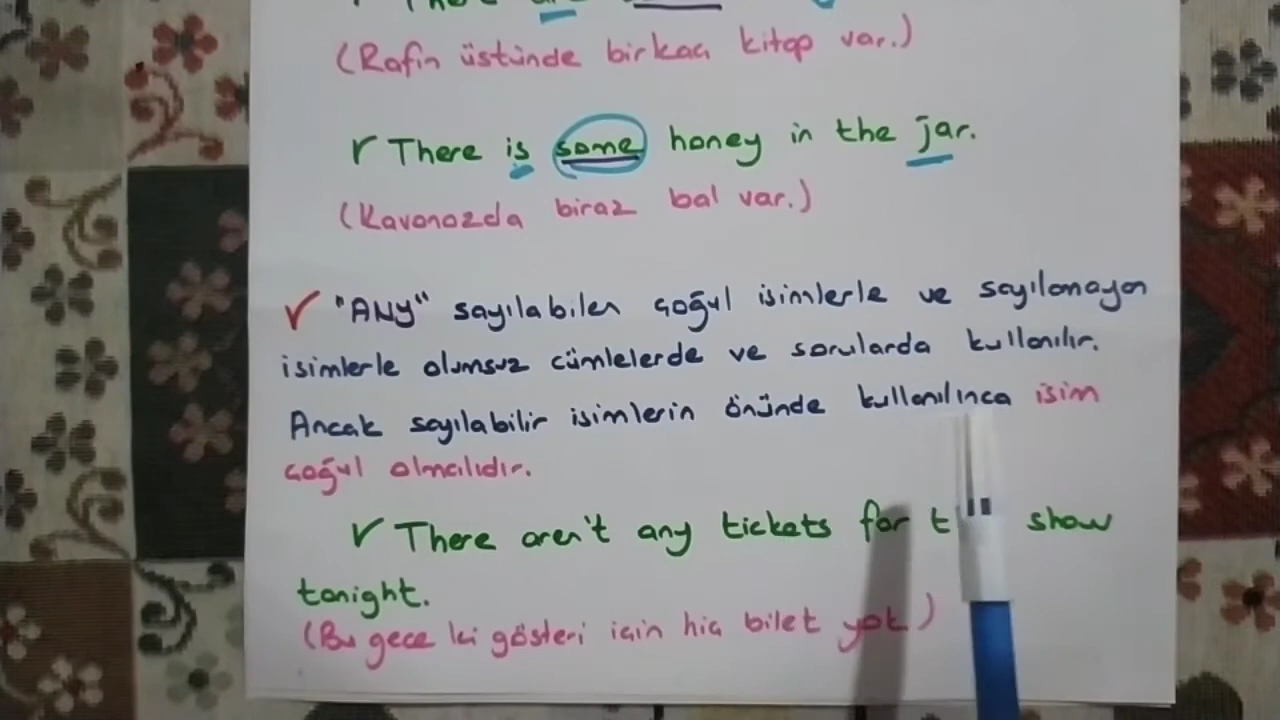 (Rafın üstünde birkaç kitap var.)
There is some honey in the jar.
(Kavanozda biraz bal var.)
"ANY" sayılabilen çoğul isimlerle ve sayılamayan
isimlerle olumsuz cümlelerde ve sorularda kullanılır.
Ancak sayılabilir isimlerin önünde kullanılınca isim
çoğul olmalıdır.
There aren't any tickets for show
tonight.
(Bu gece ki gösteri için hiç bilet yok)